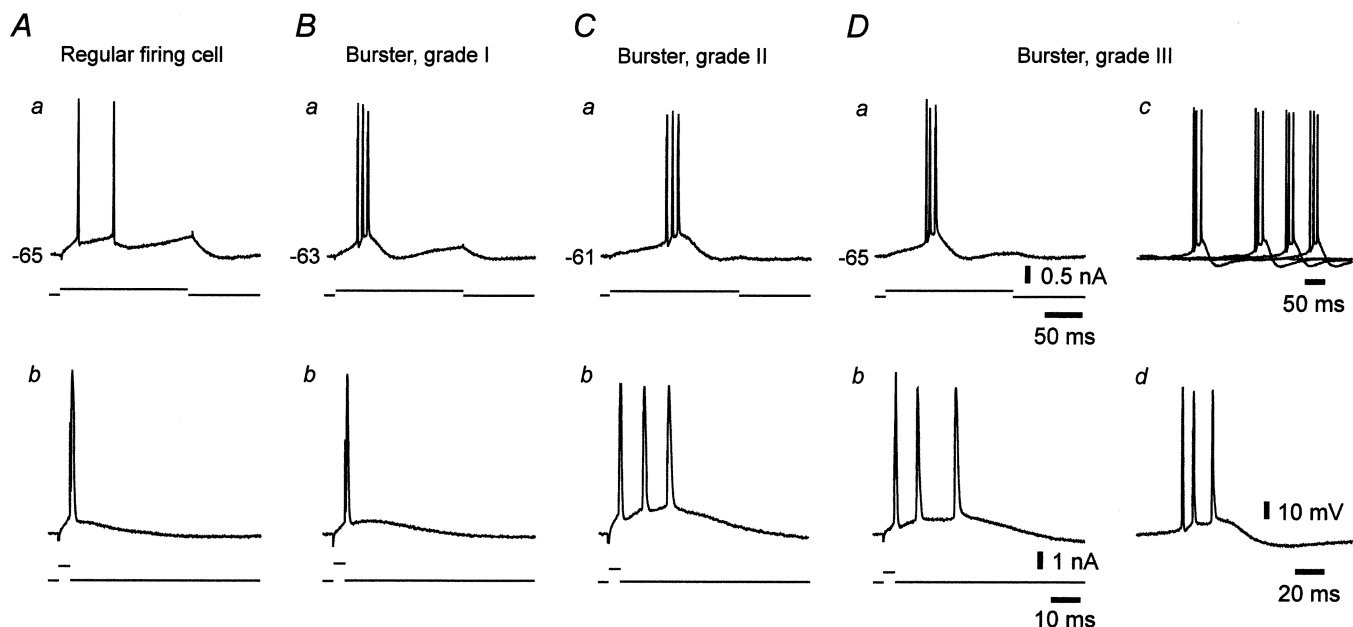 A B C D
Regular firing cell Burster, grade I Burster, grade II Burster, grade III
a a a a c
-65 -63 -61 -65
0.5 nA
50 ms 50 ms
b b b b d
10 mV
1 nA
10 ms 20 ms